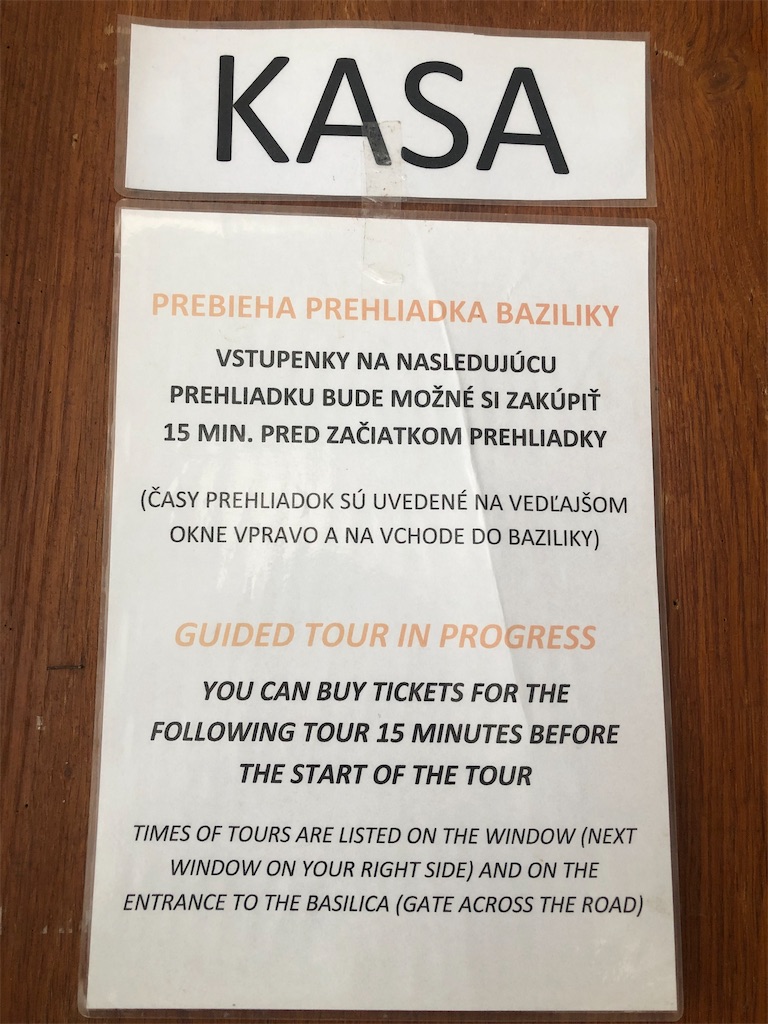 KASA
PREBIEHA PREHLIADKA BAZILIKY
VSTUPENKY NA NASLEDUJÚCU
PREHLIADKU BUDE MOŽNÉ SI ZAKÚPIŤ
15 MIN. PRED ZAČIATKOM PREHLIADKY
(ČASY PREHLIADOK SÚ UVEDENÉ NA VEDĽAJŠOM
OKNE VPRAVO A NA VCHODE DO BAZILIKY)
GUIDED TOUR IN PROGRESS
YOU CAN BUY TICKETS FOR THE
FOLLOWING TOUR 15 MINUTES BEFORE
THE START OF THE TOUR
TIMES OF TOURS ARE LISTED ON THE WINDOW (NEXT
WINDOW ON YOUR RIGHT SIDE) AND ON THE
ENTRANCE TO THE BASILICA (GATE ACROSS THE ROAD)